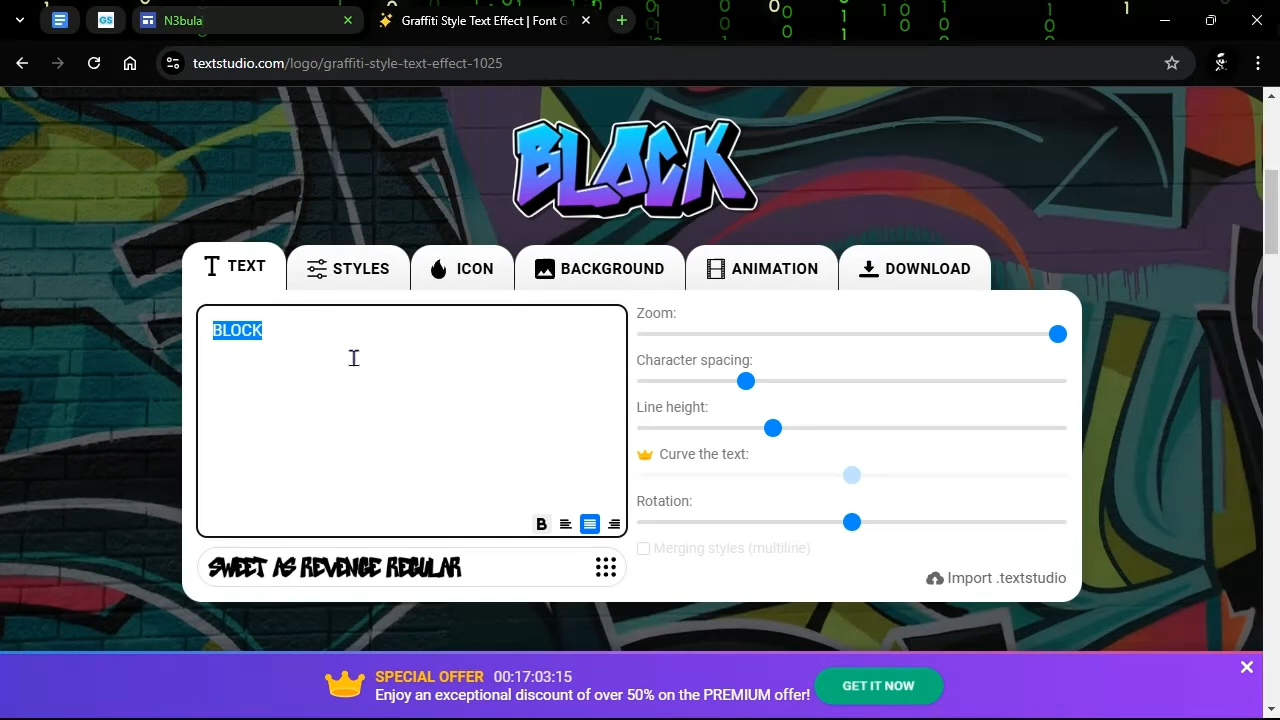 GS
N3bula
Graffiti Style Text Effect | Font G
textstudio.com/logo/graffiti-style-text-effect-1025
BLOCK
TEXT
STYLES
ICON
BACKGROUND
ANIMATION
DOWNLOAD
BLOCK
Zoom:
Character spacing:
Line height:
Curve the text:
Rotation:
B
Merging styles (multiline)
SWEET AS REVENGE REGULAR
Import .textstudio
SPECIAL OFFER 00:17:03:15
Enjoy an exceptional discount of over 50% on the PREMIUM offer!
GET IT NOW